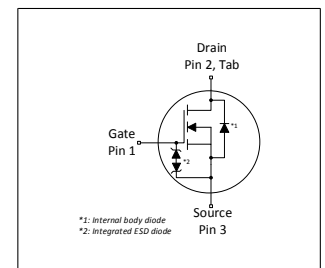 Drain
Pin 2, Tab
*1
Gate
Pin 1
*2
Source
Pin 3
*1: Internal body diode
*2: Integrated ESD diode